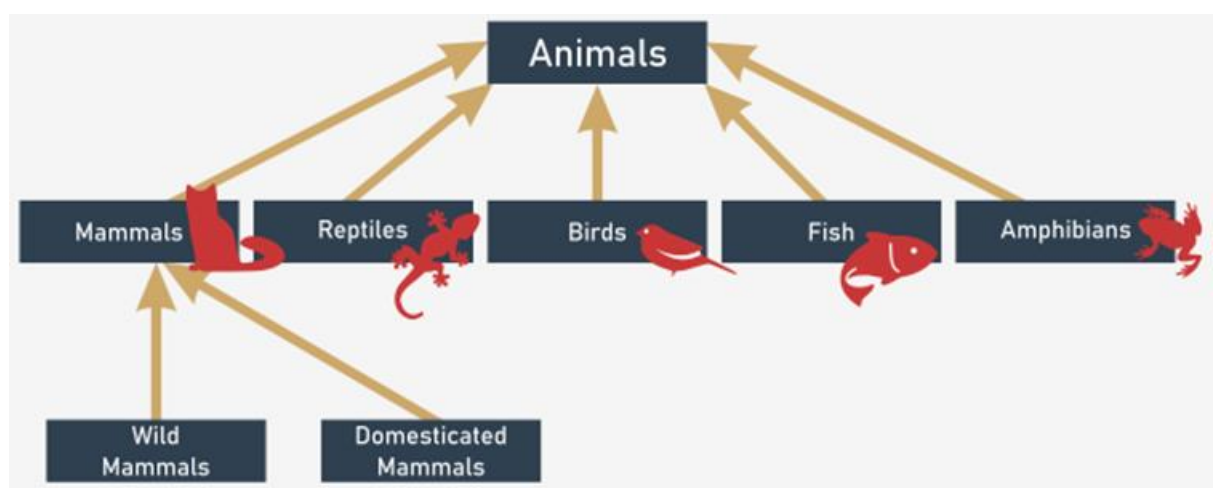 Animals
Mammals
Reptiles
Birds
Fish
Amphibians
Wild
Mammals
Domesticated
Mammals